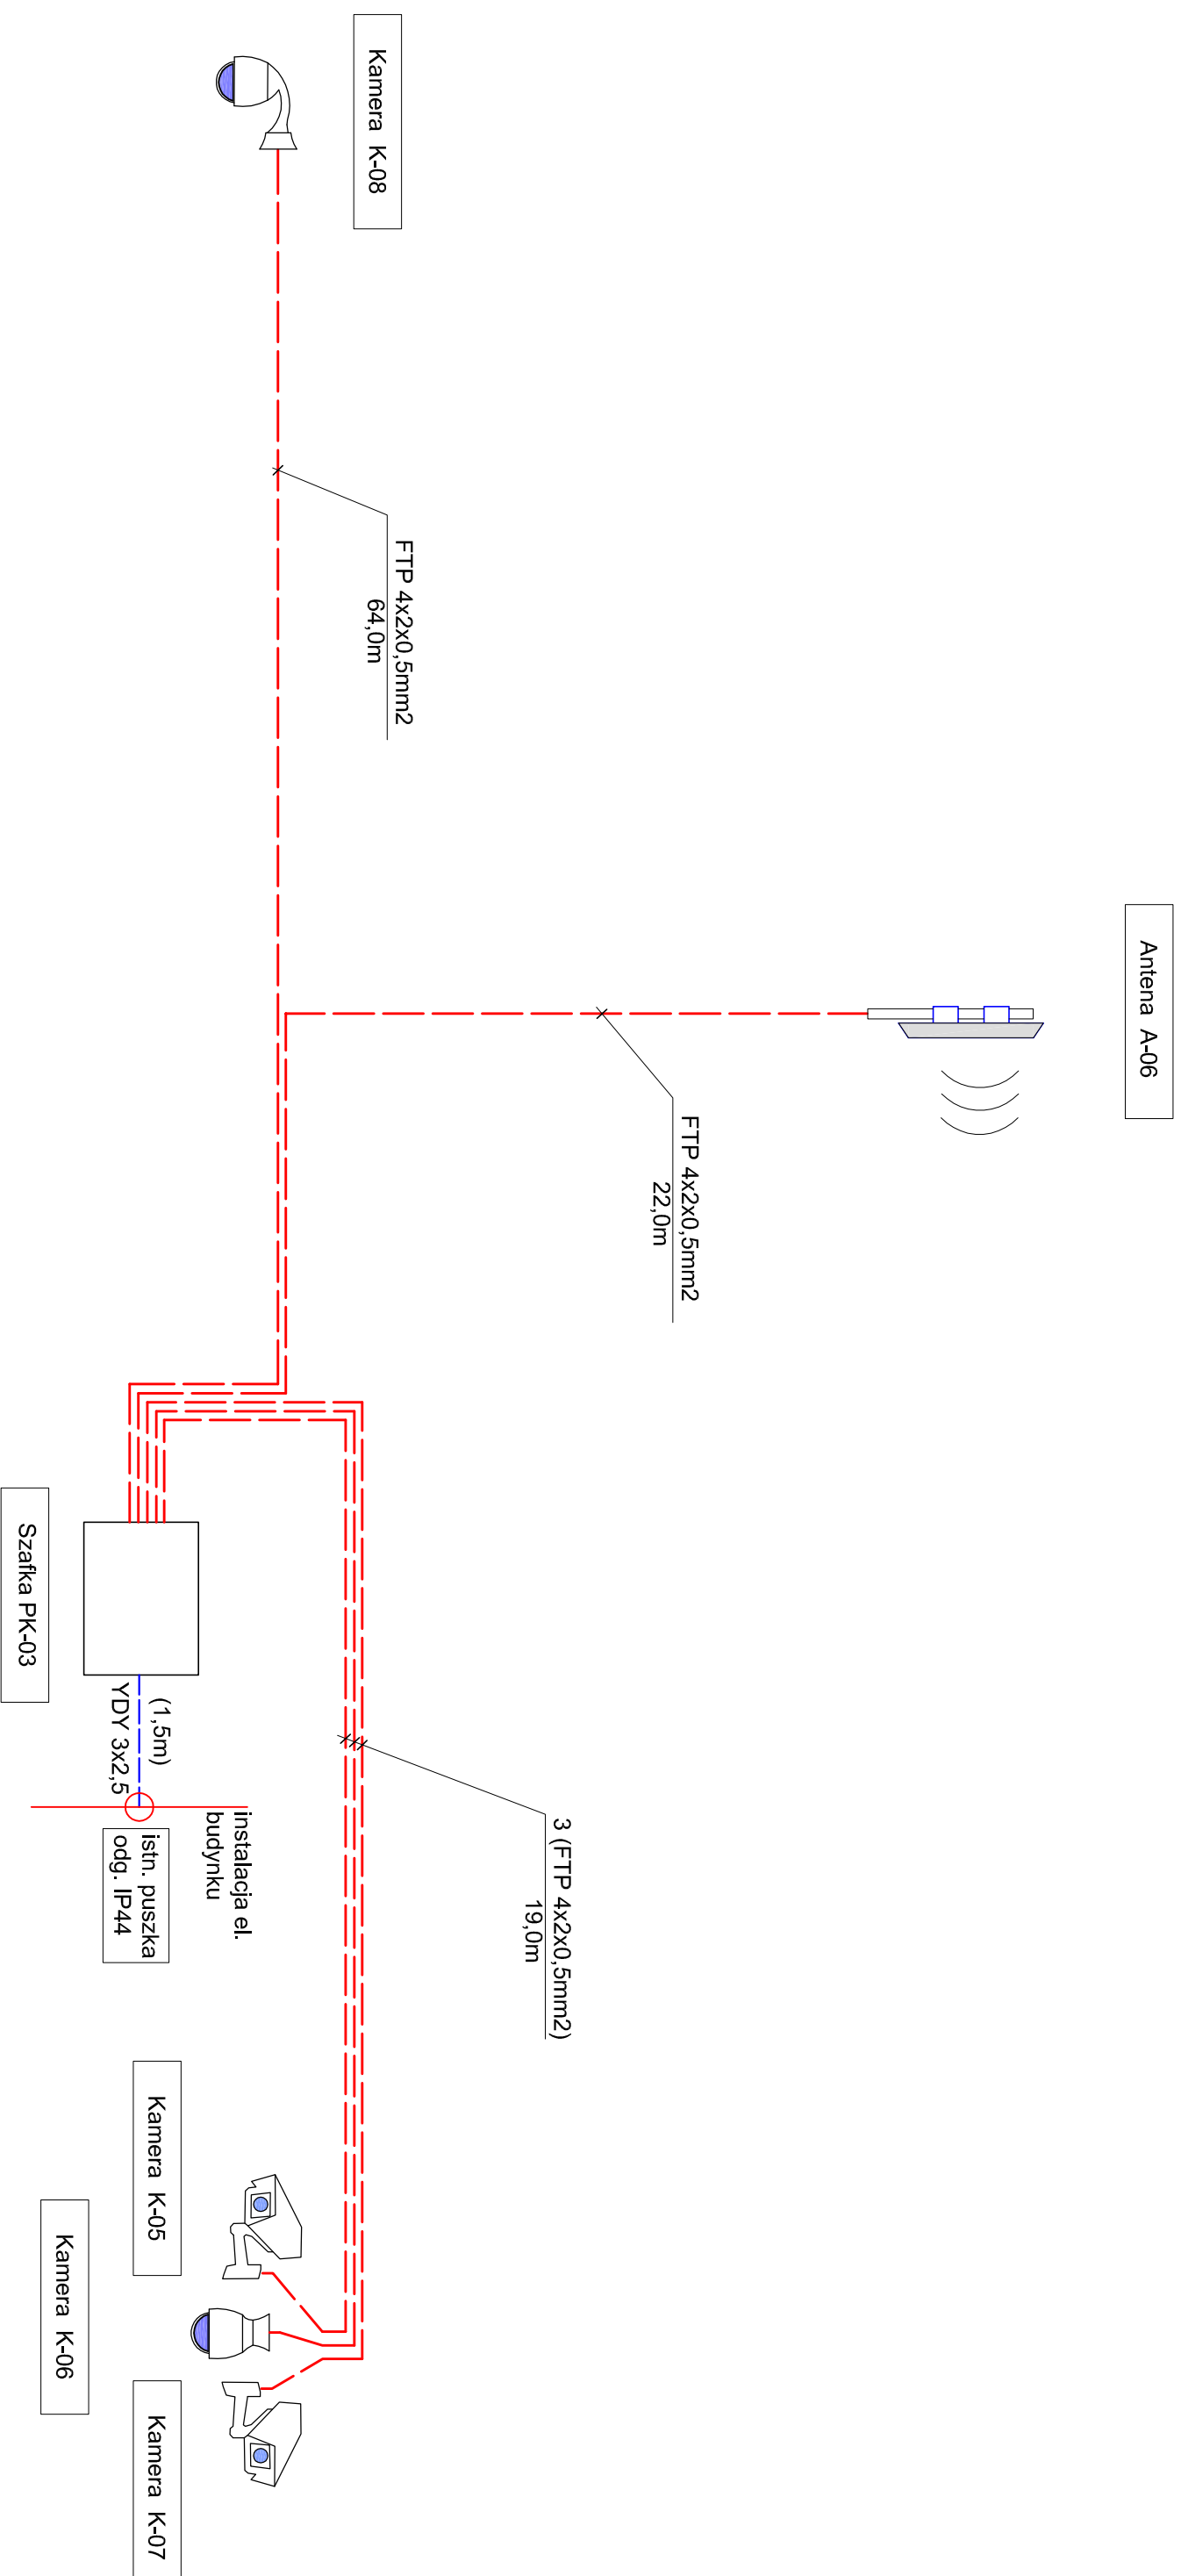 Antena A-06
FTP 4x2x0,5mm2
22,0m
3 (FTP 4x2x0,5mm2)
19,0m
FTP 4x2x0,5mm2
64,0m
Kamera K-08
instalacja el.
budynku
(1,5m)
YDY 3x2,5
istn. puszka
odg. IP44
Szafka PK-03
Kamera K-05
Kamera K-06
Kamera K-07